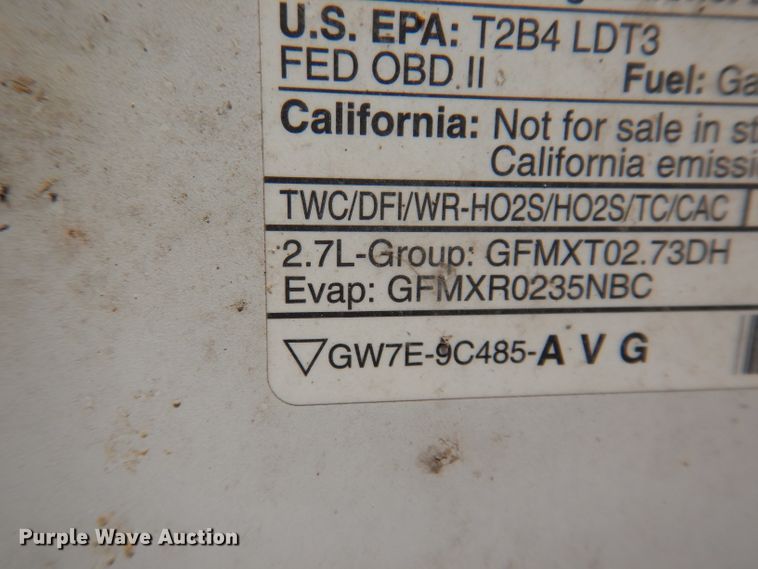 U.S. EPA: T2B4 LDT3
FED OBD II Fuel:
California: Not for sale in
California
TWC/DFI/WR-HO2S/HO2S/TC/CAC
2.7L-Group: GFMXT02.73DH
Evap: GFMXR0235NBC
▽GW7E-9C485-A V G
Purple Wave Auction